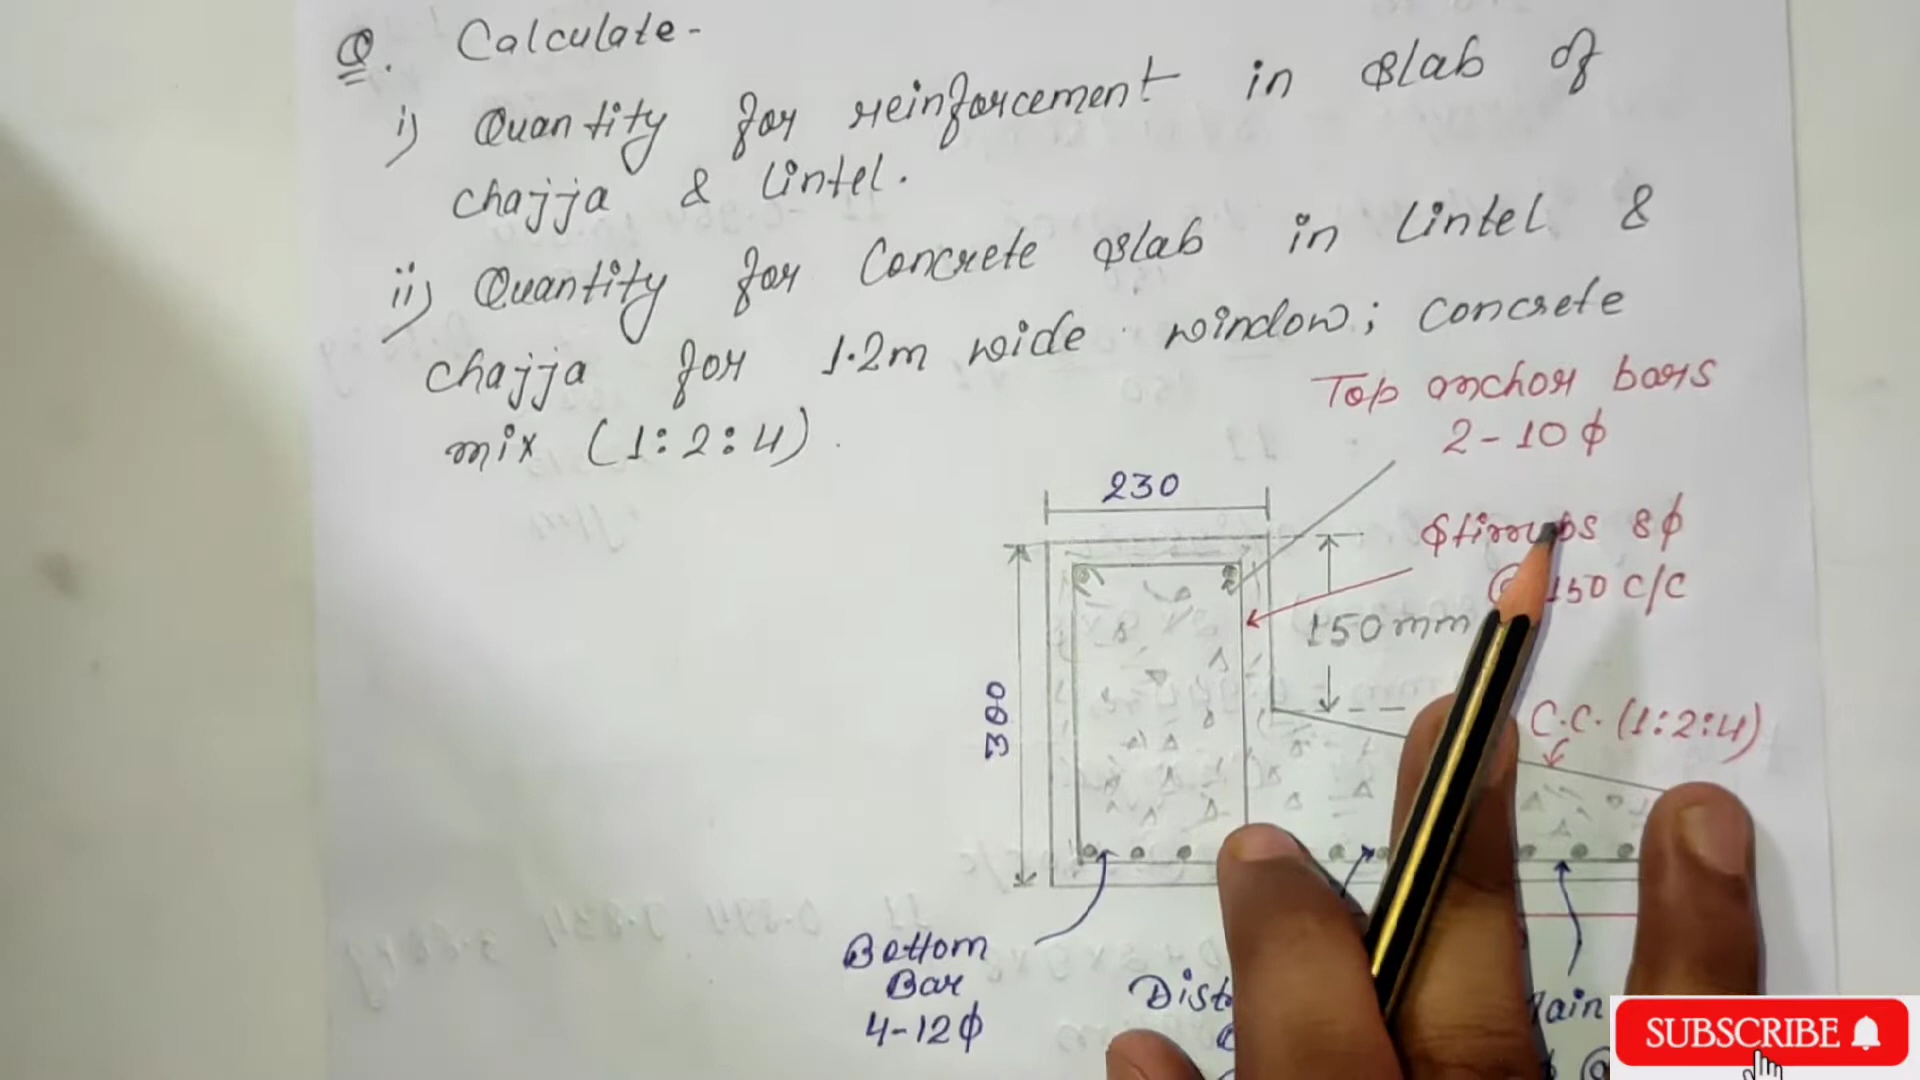 Q. Calculate-
i) Quantity for reinforcement in slab of
chajja & lintel.
ii) Quantity for Concrete slab in lintel &
chajja for 1.2m wide window; concrete
mix (1:2:4).
Top anchor bars
2-10ϕ
230
Stirrups 8ϕ
@ 150 c/c
150mm
300
C.C. (1:2:4)
Bottom
Bar
4-12ϕ
SUBSCRIBE